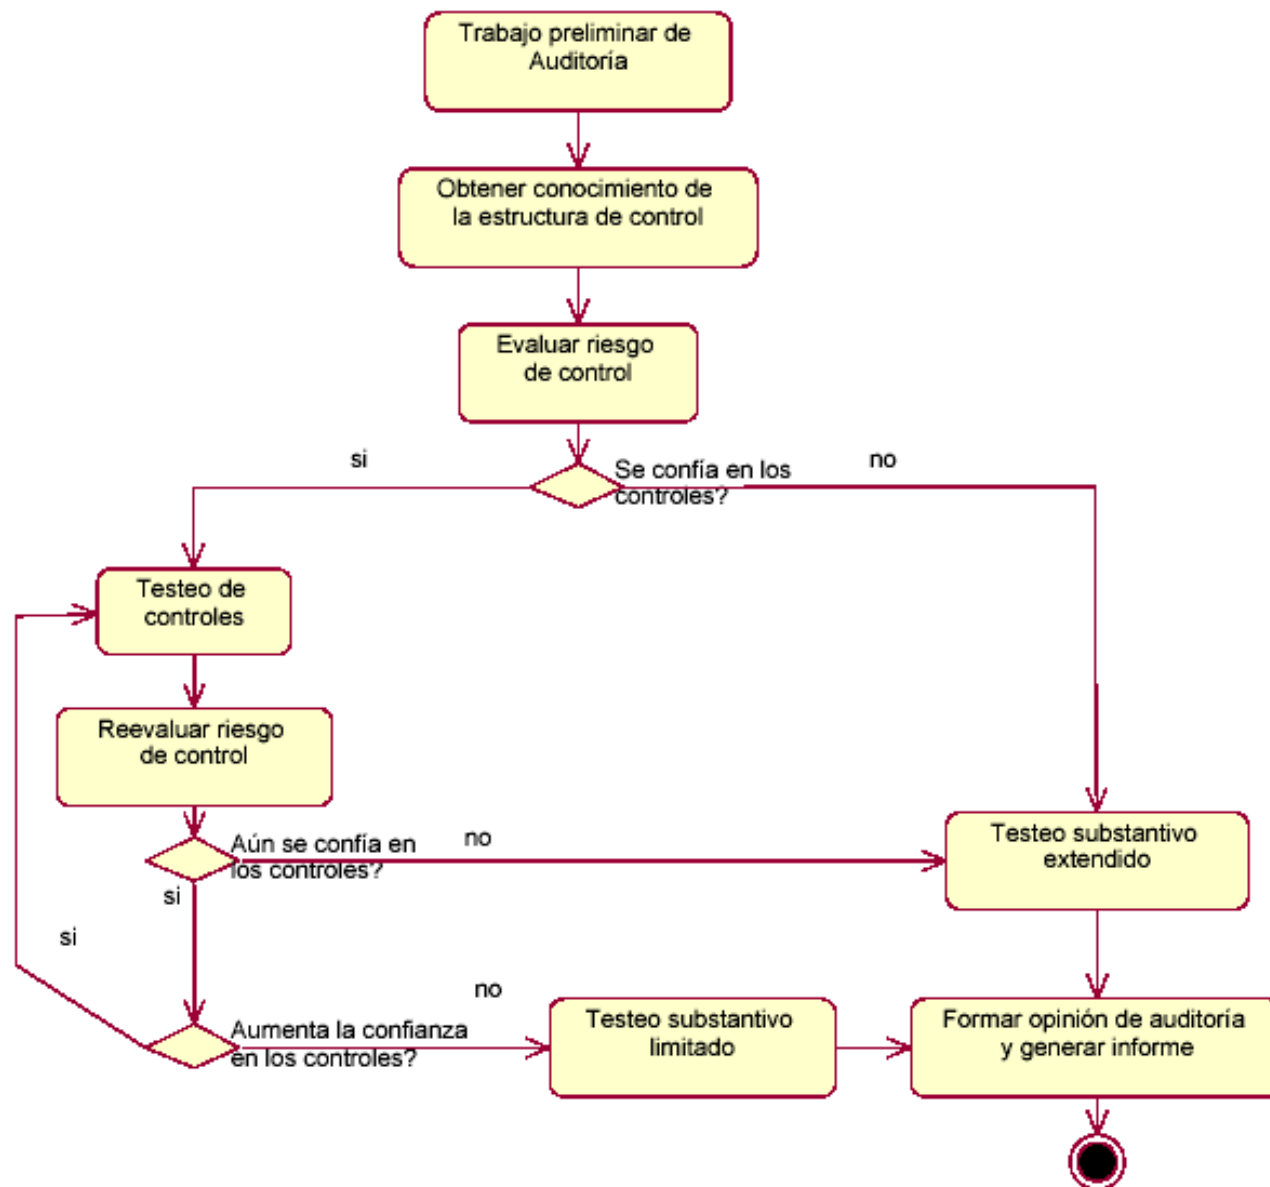 Trabajo preliminar de
Auditoría
Obtener conocimiento de
la estructura de control
Evaluar riesgo
de control
si
Se confía en los
controles?
no
Testeo de
controles
Reevaluar riesgo
de control
Aún se confía en
los controles?
no
si
si
Testeo substantivo
extendido
Aumenta la confianza
en los controles?
no
Testeo substantivo
limitado
Formar opinión de auditoría
y generar informe